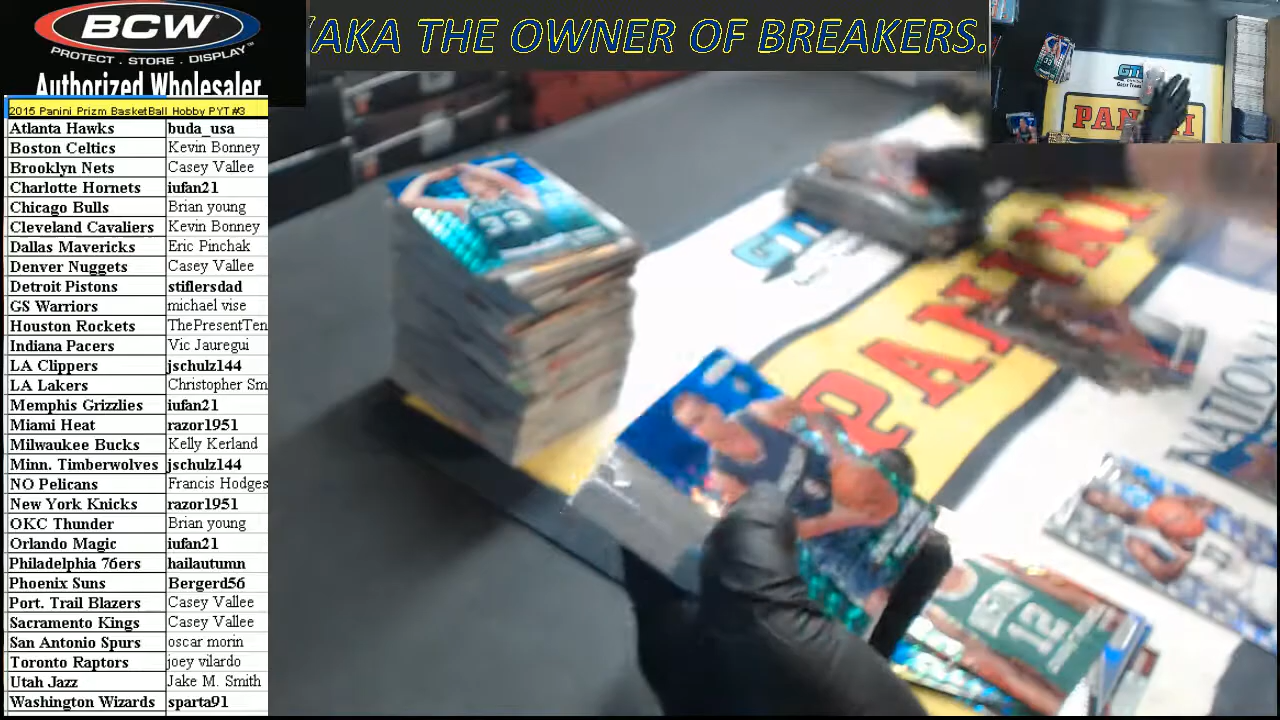 BCW
PROTECT . STORE . DISPLAY
Authorized Wholesaler
AKA THE OWNER OF BREAKERS.
2015 Panini Prizm BasketBall Hobby PYT #3
Atlanta Hawks buda_usa
Boston Celtics Kevin Bonney
Brooklyn Nets Casey Vallee
Charlotte Hornets iufan21
Chicago Bulls Brian young
Cleveland Cavaliers Kevin Bonney
Dallas Mavericks Eric Pinchak
Denver Nuggets Casey Vallee
Detroit Pistons stiflersdad
GS Warriors michael vise
Houston Rockets ThePresentTen
Indiana Pacers Vic Jauregui
LA Clippers jschulz144
LA Lakers Christopher Sm
Memphis Grizzlies iufan21
Miami Heat razor1951
Milwaukee Bucks Kelly Kerland
Minn. Timberwolves jschulz144
NO Pelicans Francis Hodges
New York Knicks razor1951
OKC Thunder Brian young
Orlando Magic iufan21
Philadelphia 76ers hailautumn
Phoenix Suns Bergerd56
Port. Trail Blazers Casey Vallee
Sacramento Kings Casey Vallee
San Antonio Spurs oscar morin
Toronto Raptors joey vilardo
Utah Jazz Jake M. Smith
Washington Wizards sparta91
PANINI
33
GTS
PANINI
NATIONA
12